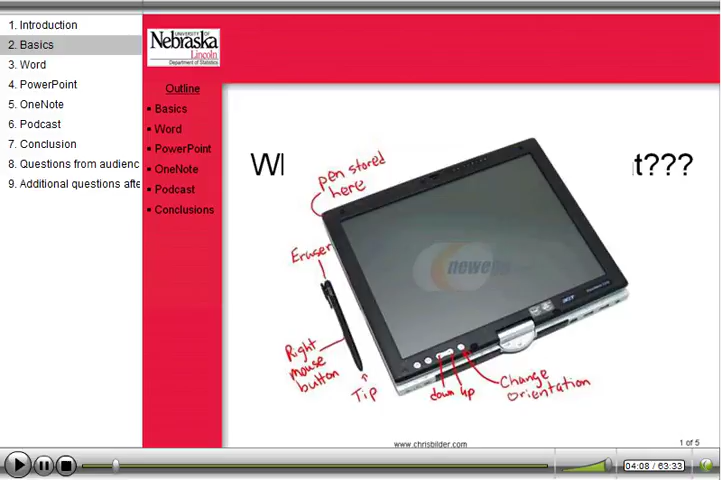 1. Introduction
2. Basics
3. Word
4. PowerPoint
5. OneNote
6. Podcast
7. Conclusion
8. Questions from audienc
9. Additional questions afte
UNIVERSITY OF
Nebraska
Lincoln
Department of Statistics
Outline
Basics
Word
PowerPoint
OneNote
Podcast
Conclusions
t???
pen stored
here
Eraser
newegg
acer
Right
mouse
button
Tip
down up
Change
orientation
www.chrisbilder.com
1 of 5
04:08 / 63:33